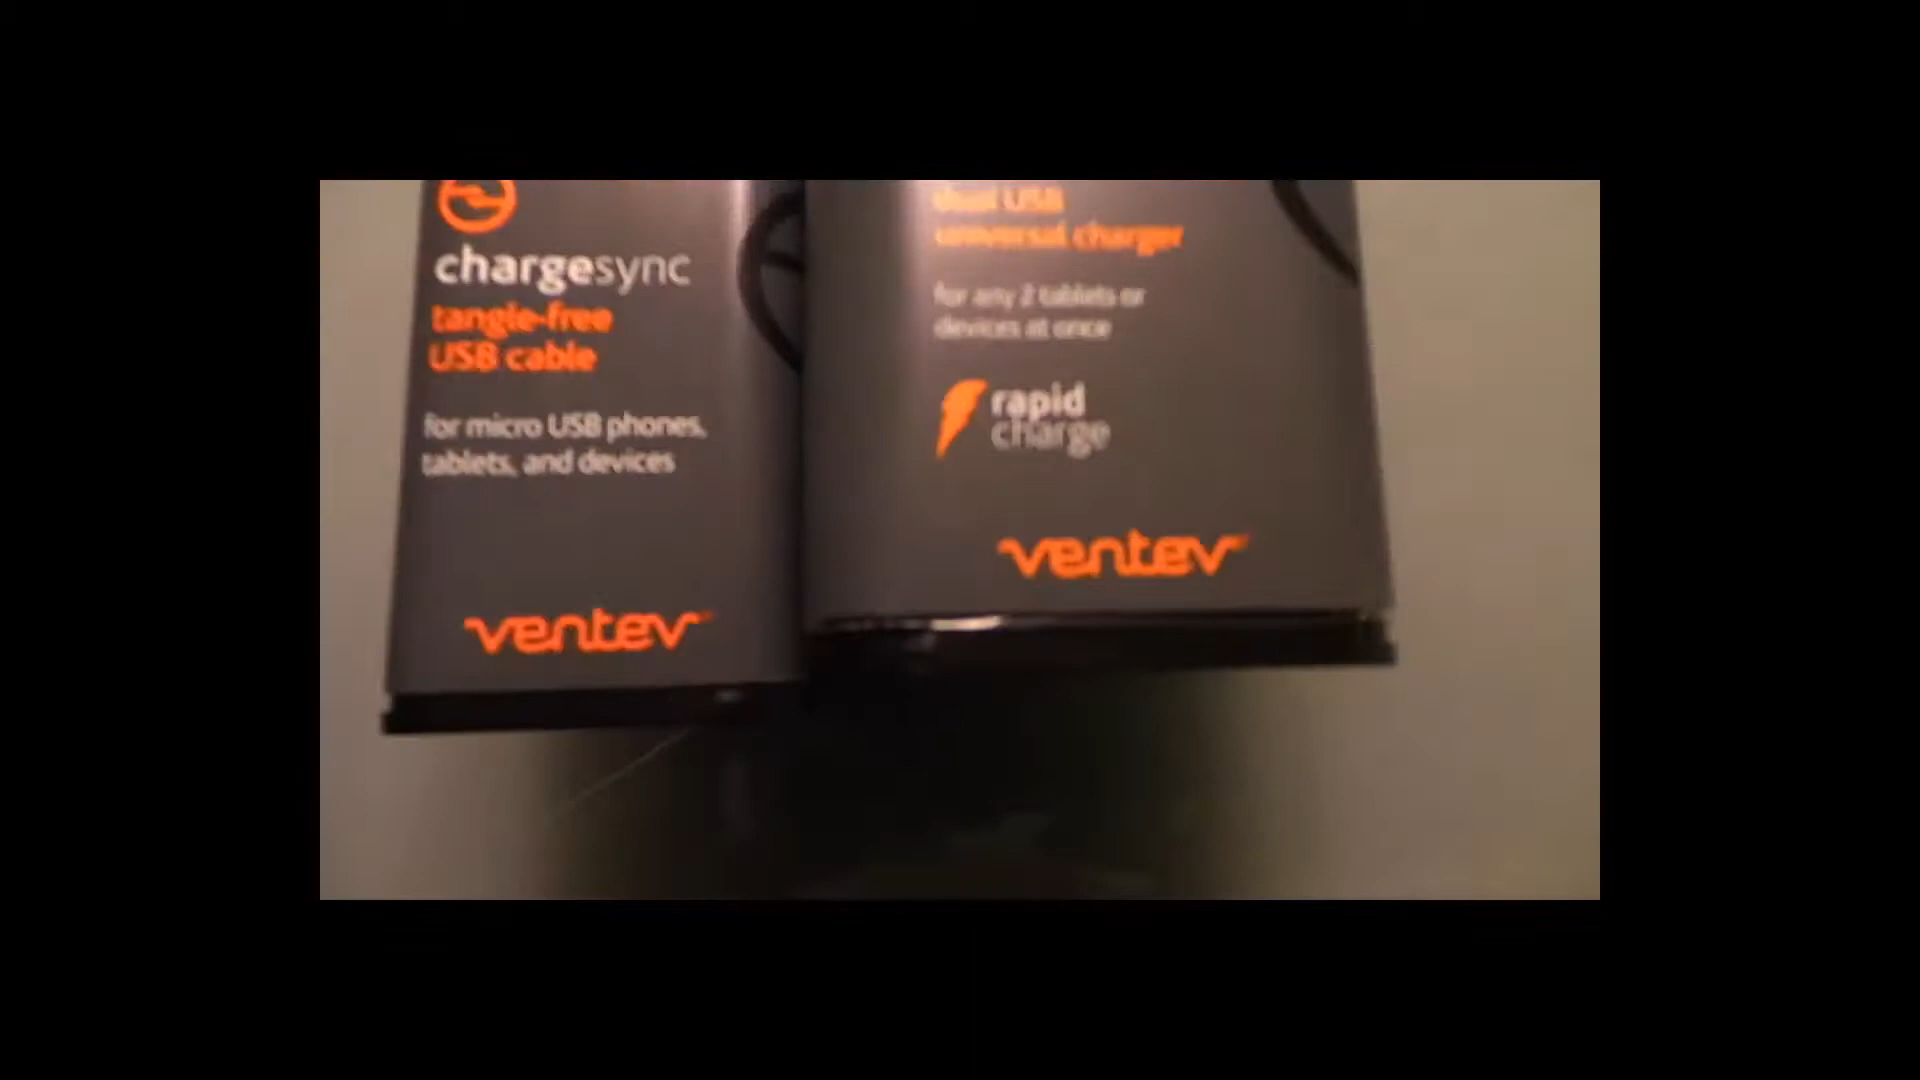 chargesync
tangle-free
USB cable
for micro USB phones,
tablets, and devices
ventev
dual USB
universal charger
for any 2 tablets or
devices at once
rapid
charge
ventev